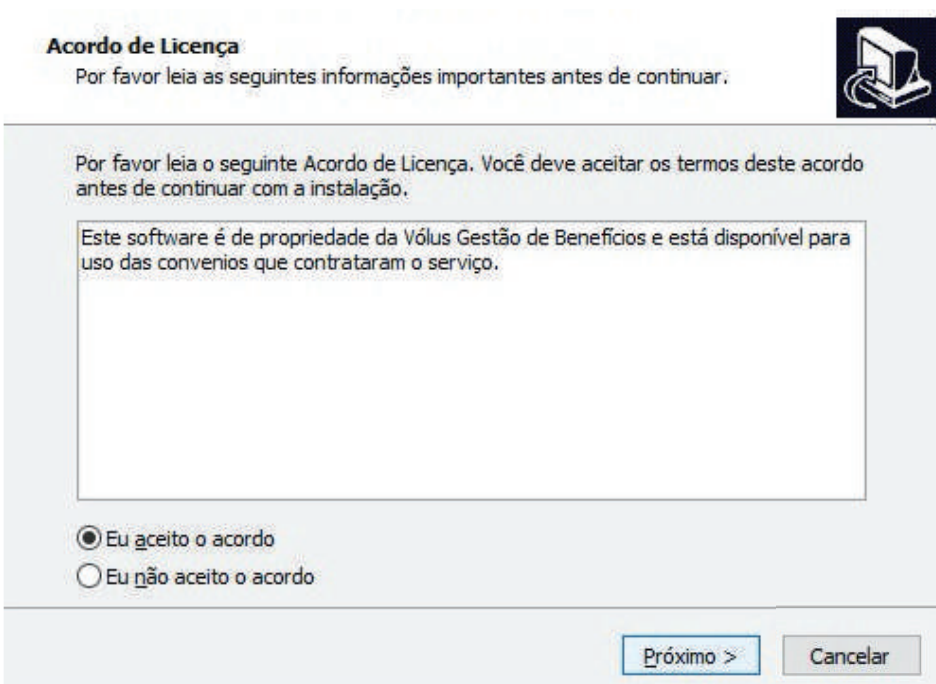 Acordo de Licença
Por favor leia as seguintes informações importantes antes de continuar.
Por favor leia o seguinte Acordo de Licença. Você deve aceitar os termos deste acordo
antes de continuar com a instalação.
Este software é de propriedade da Vólus Gestão de Benefícios e está disponível para
uso das convenios que contrataram o serviço.
Eu aceito o acordo
Eu não aceito o acordo
Próximo >
Cancelar